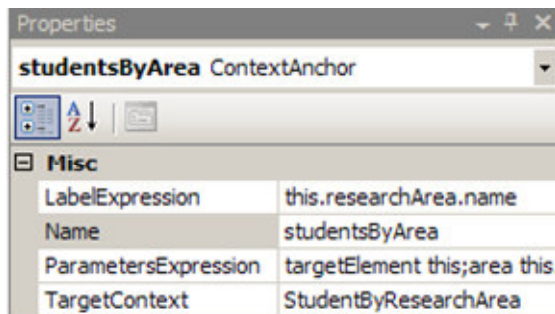 Properties
studentsByArea ContextAnchor
Misc
LabelExpression this.researchArea.name
Name studentsByArea
ParametersExpression targetElement this;area this
TargetContext StudentByResearchArea